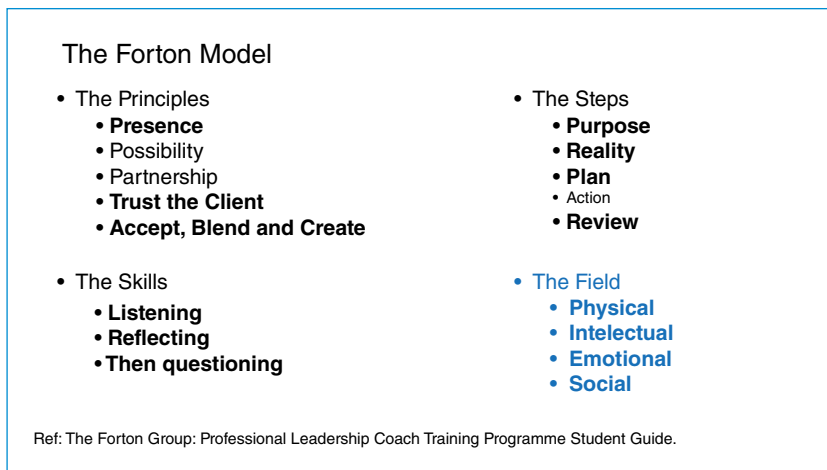 The Forton Model
• The Principles
• Presence
• Possibility
• Partnership
• Trust the Client
• Accept, Blend and Create
• The Skills
• Listening
• Reflecting
• Then questioning
• The Steps
• Purpose
• Reality
• Plan
• Action
• Review
• The Field
• Physical
• Intelectual
• Emotional
• Social
Ref: The Forton Group: Professional Leadership Coach Training Programme Student Guide.